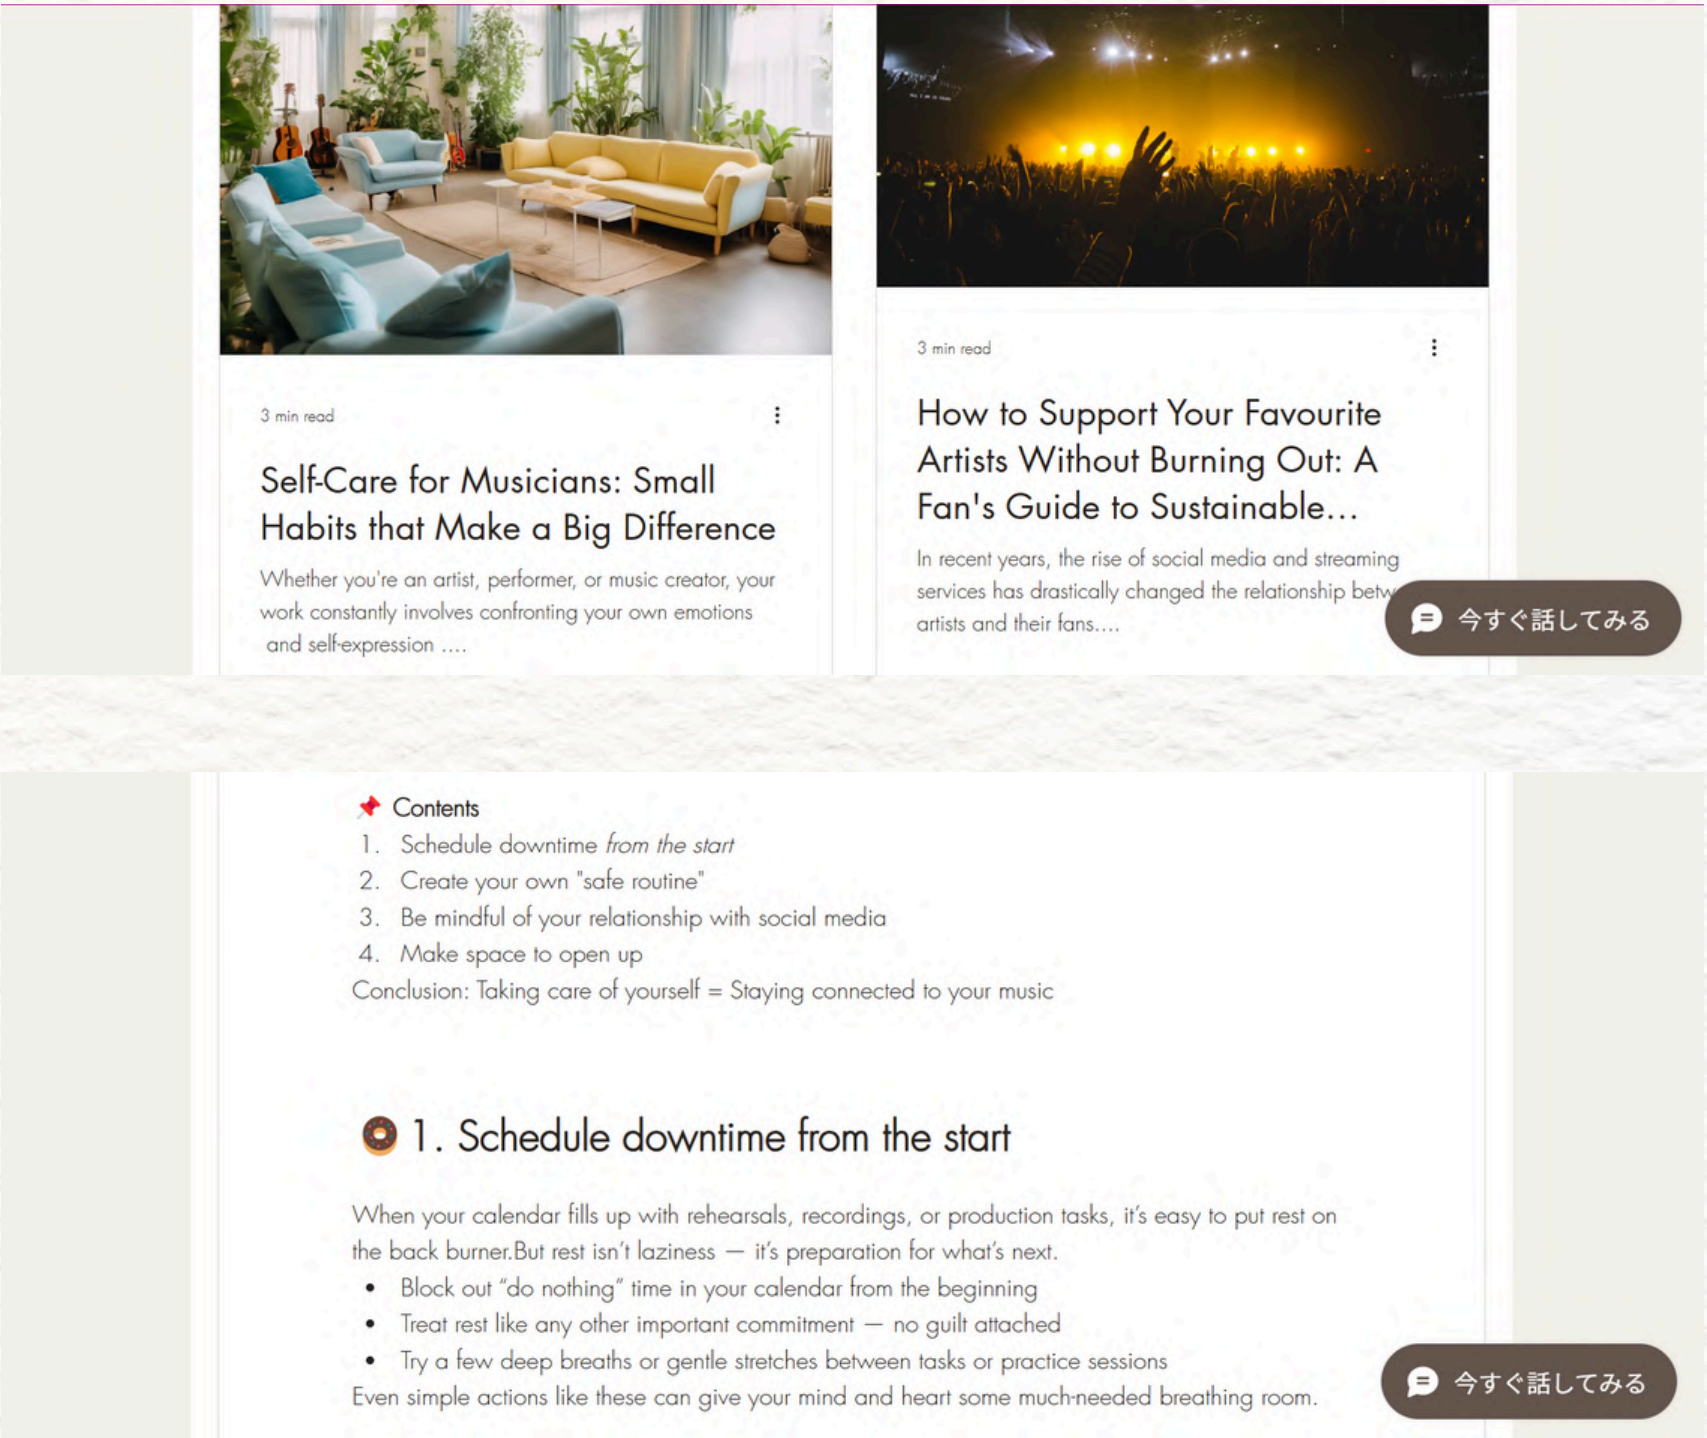 3 min read
Self-Care for Musicians: Small
Habits that Make a Big Difference
Whether you're an artist, performer, or music creator, your
work constantly involves confronting your own emotions
and self-expression ....
3 min read
How to Support Your Favourite
Artists Without Burning Out: A
Fan's Guide to Sustainable...
In recent years, the rise of social media and streaming
services has drastically changed the relationship betw
artists and their fans....
今すぐ話してみる
📌 Contents
1. Schedule downtime from the start
2. Create your own "safe routine"
3. Be mindful of your relationship with social media
4. Make space to open up
Conclusion: Taking care of yourself = Staying connected to your music
🍩 1. Schedule downtime from the start
When your calendar fills up with rehearsals, recordings, or production tasks, it’s easy to put rest on
the back burner.But rest isn’t laziness — it’s preparation for what’s next.
• Block out “do nothing” time in your calendar from the beginning
• Treat rest like any other important commitment — no guilt attached
• Try a few deep breaths or gentle stretches between tasks or practice sessions
Even simple actions like these can give your mind and heart some much-needed breathing room.
今すぐ話してみる